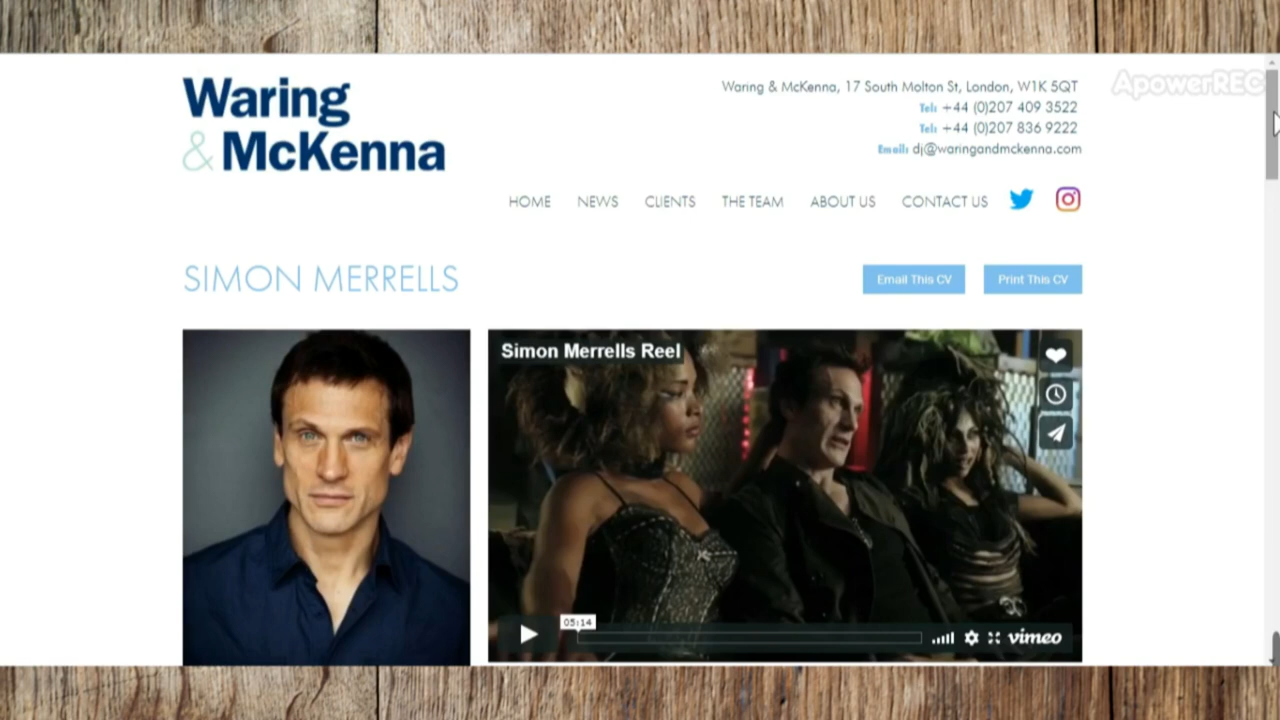 ApowerREC
Waring
& McKenna
Waring & McKenna, 17 South Molton St, London, W1K 5QT
Tel: +44 (0)207 409 3522
Tel: +44 (0)207 836 9222
Email: dj@waringandmckenna.com
HOME NEWS CLIENTS THE TEAM ABOUT US CONTACT US
SIMON MERRELLS
Email This CV Print This CV
Simon Merrells Reel
05:14
vimeo